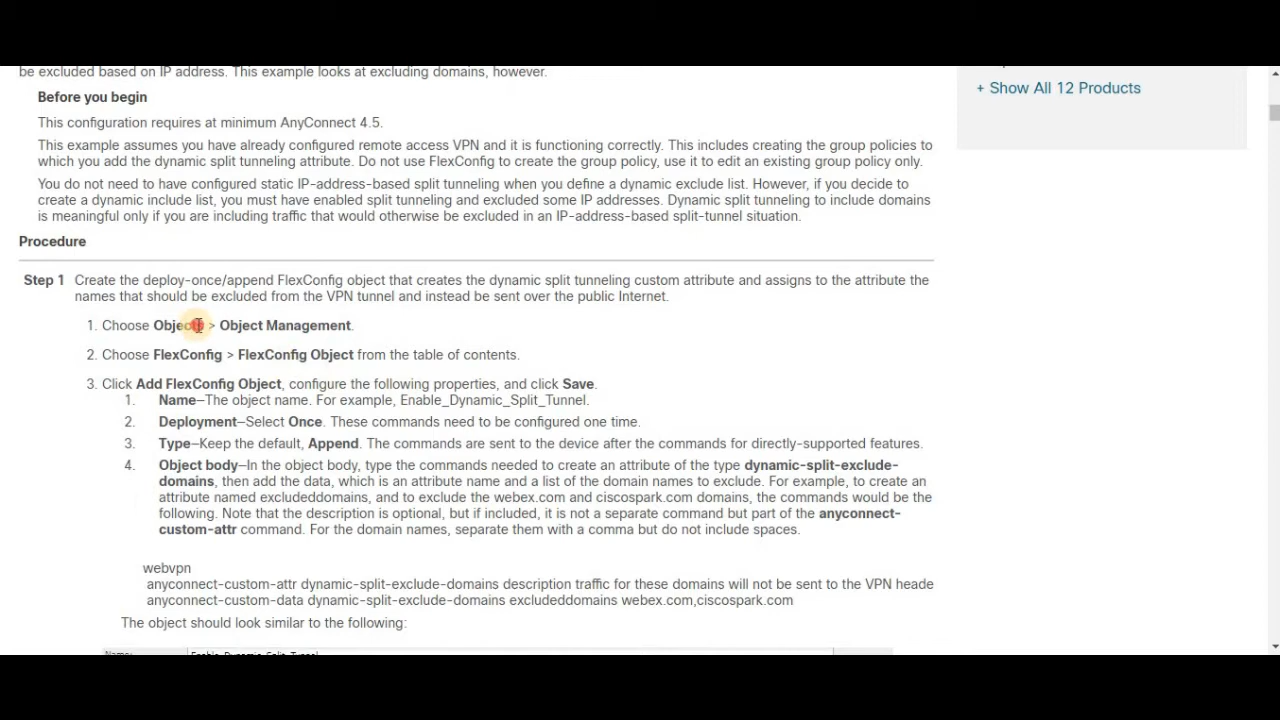 be excluded based on IP address. This example looks at excluding domains, however.
+ Show All 12 Products
Before you begin
This configuration requires at minimum AnyConnect 4.5.
This example assumes you have already configured remote access VPN and it is functioning correctly. This includes creating the group policies to
which you add the dynamic split tunneling attribute. Do not use FlexConfig to create the group policy, use it to edit an existing group policy only.
You do not need to have configured static IP-address-based split tunneling when you define a dynamic exclude list. However, if you decide to
create a dynamic include list, you must have enabled split tunneling and excluded some IP addresses. Dynamic split tunneling to include domains
is meaningful only if you are including traffic that would otherwise be excluded in an IP-address-based split-tunnel situation.
Procedure
Step 1 Create the deploy-once/append FlexConfig object that creates the dynamic split tunneling custom attribute and assigns to the attribute the
names that should be excluded from the VPN tunnel and instead be sent over the public Internet.
1. Choose Objects > Object Management.
2. Choose FlexConfig > FlexConfig Object from the table of contents.
3. Click Add FlexConfig Object, configure the following properties, and click Save.
1. Name—The object name. For example, Enable_Dynamic_Split_Tunnel.
2. Deployment—Select Once. These commands need to be configured one time.
3. Type—Keep the default, Append. The commands are sent to the device after the commands for directly-supported features.
4. Object body—In the object body, type the commands needed to create an attribute of the type dynamic-split-exclude-
domains, then add the data, which is an attribute name and a list of the domain names to exclude. For example, to create an
attribute named excludeddomains, and to exclude the webex.com and ciscospark.com domains, the commands would be the
following. Note that the description is optional, but if included, it is not a separate command but part of the anyconnect-
custom-attr command. For the domain names, separate them with a comma but do not include spaces.
webvpn
anyconnect-custom-attr dynamic-split-exclude-domains description traffic for these domains will not be sent to the VPN heade
anyconnect-custom-data dynamic-split-exclude-domains excludeddomains webex.com,ciscospark.com
The object should look similar to the following:
Name: Enable_Dynamic_Split_Tunnel